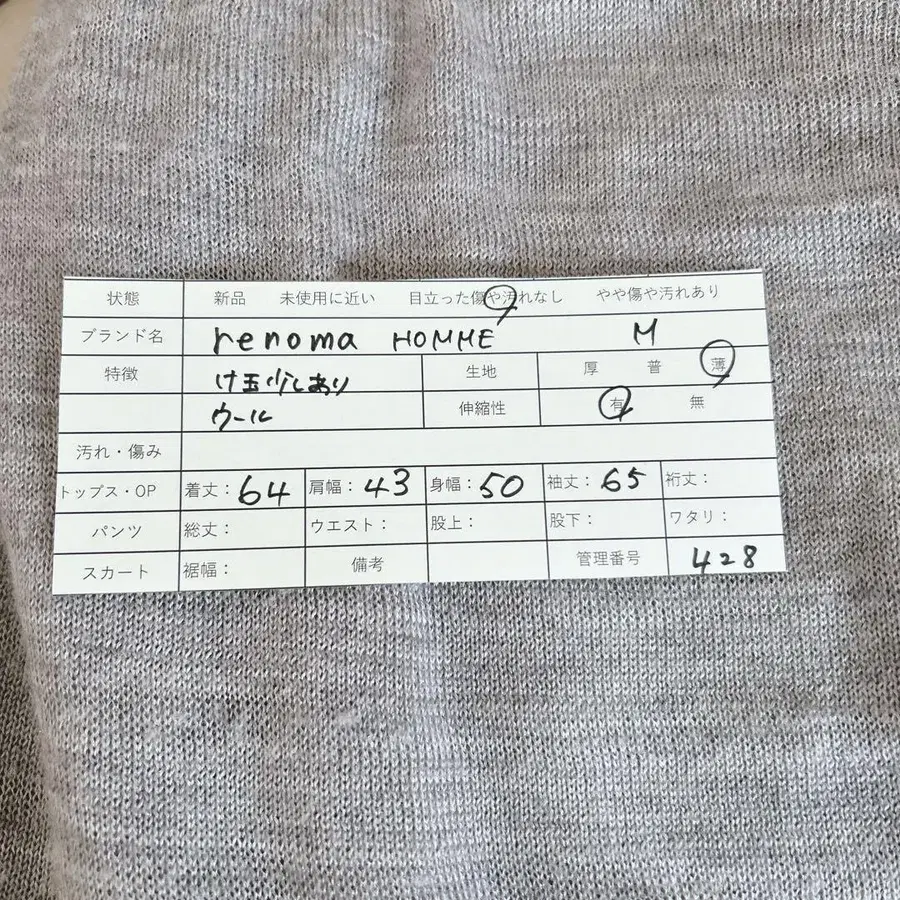 状態 新品 未使用に近い 目立った傷や汚れなし やや傷や汚れあり
ブランド名 renoma HOMME M
特徴 け玉少しあり 生地 厚 普 薄
ウール 伸縮性 有 無
汚れ・傷み
トップス・OP 着丈: 64 肩幅: 43 身幅: 50 袖丈: 65 裄丈:
パンツ 総丈: ウエスト: 股上: 股下: ワタリ:
スカート 裾幅: 備考 管理番号 428